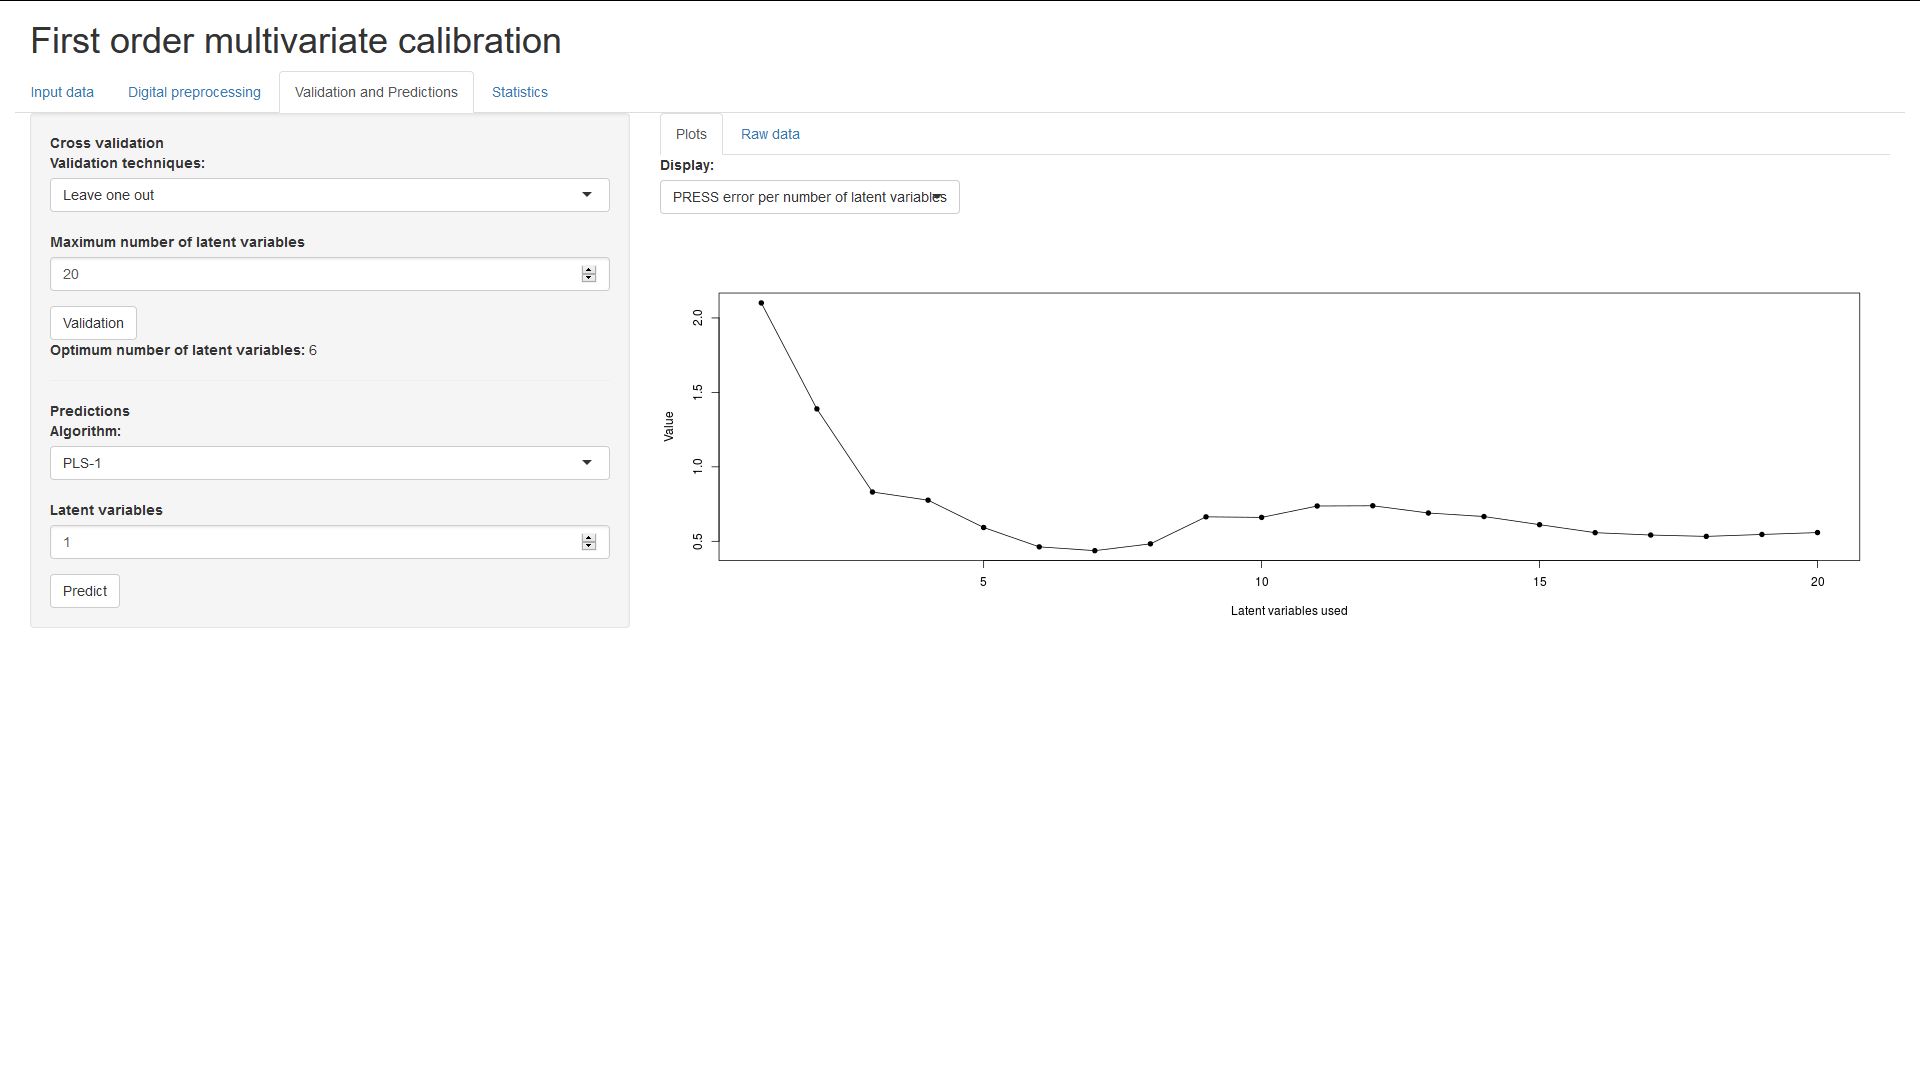 First order multivariate calibration
Input data Digital preprocessing Validation and Predictions Statistics
Cross validation
Validation techniques:
Leave one out
Maximum number of latent variables
20
Validation
Optimum number of latent variables: 6
Predictions
Algorithm:
PLS-1
Latent variables
1
Predict
Plots Raw data
Display:
PRESS error per number of latent variables
2.0
1.5
1.0
0.5
Value
5 10 15 20
Latent variables used